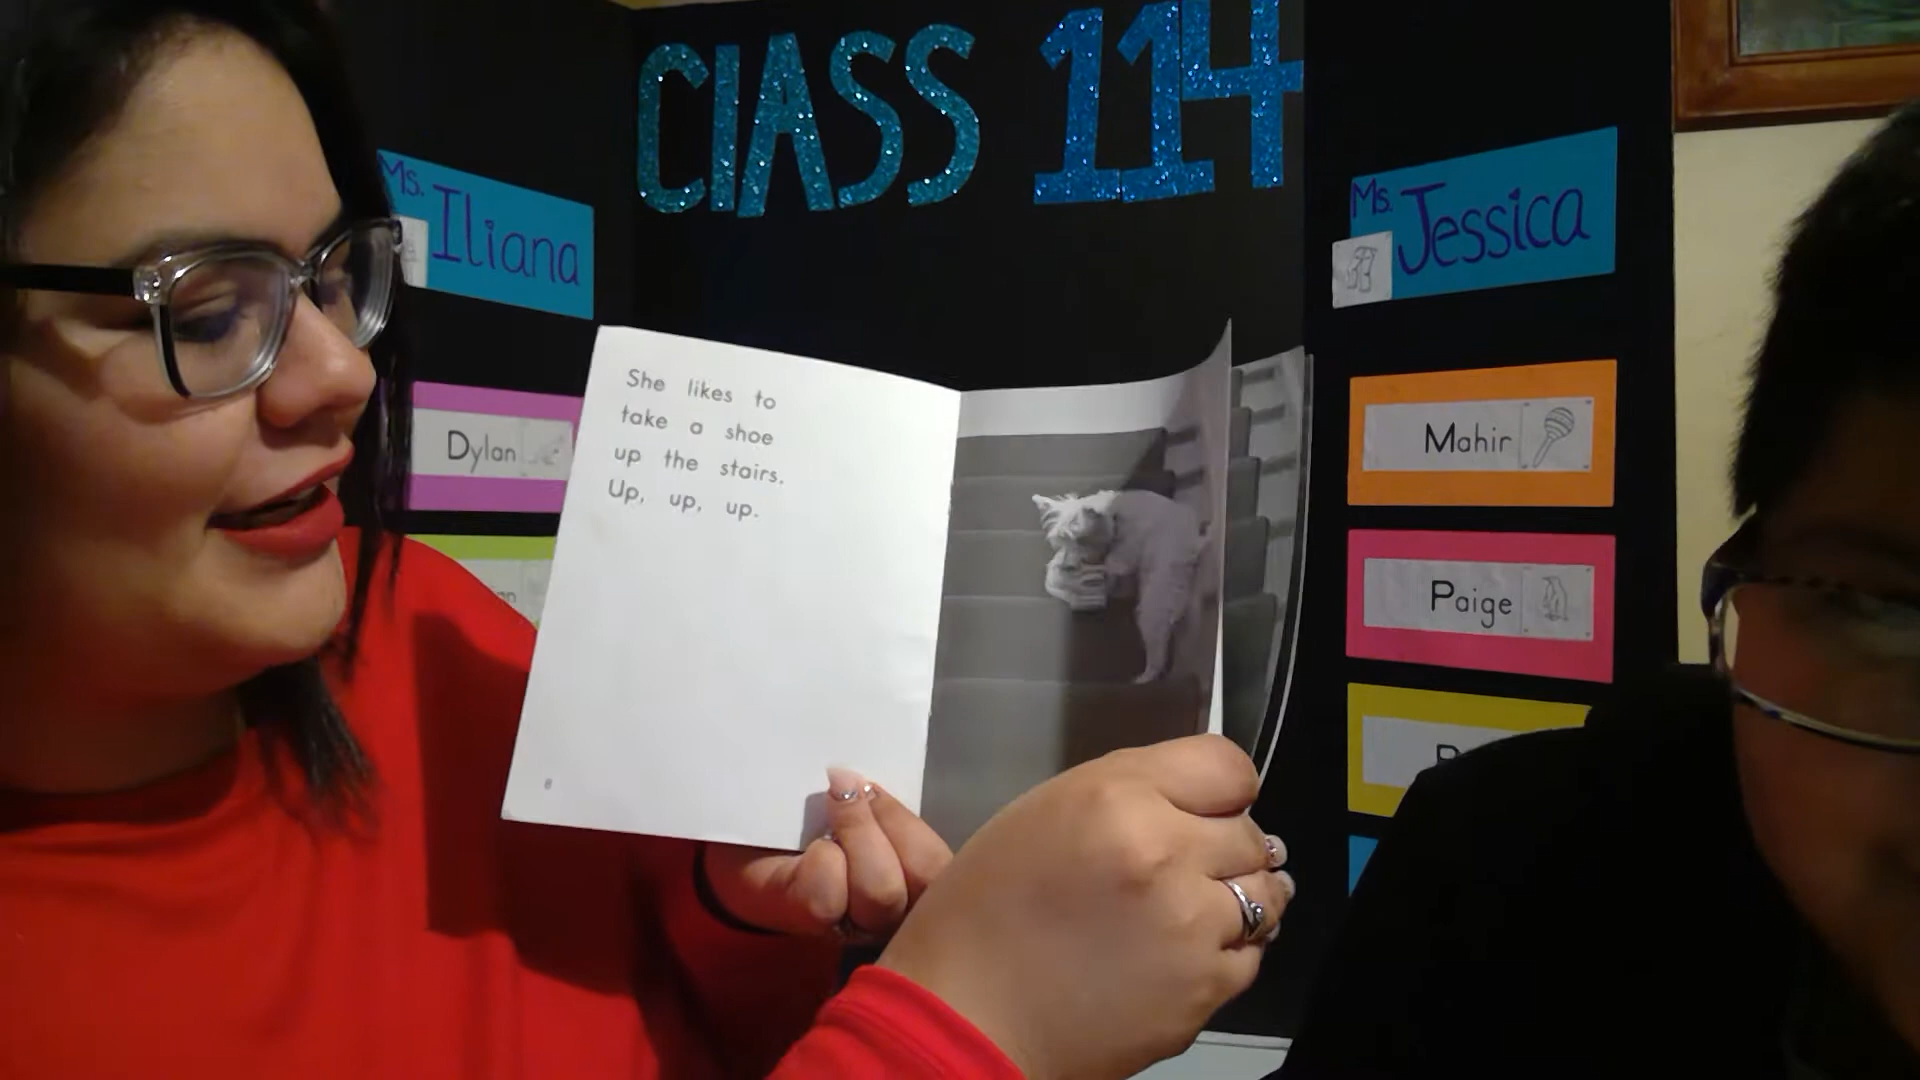 CLASS 114
Ms. Iliana
Ms. Jessica
Dylan
Mahir
Paige
She likes to
take a shoe
up the stairs.
Up, up, up.